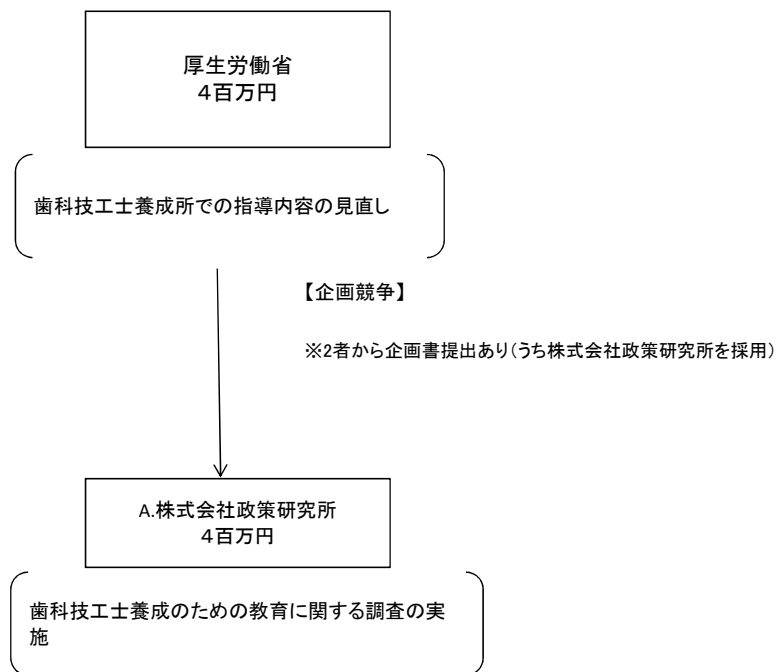 厚生労働省
４百万円
歯科技工士養成所での指導内容の見直し
【企画競争】
※2者から企画書提出あり（うち株式会社政策研究所を採用）
A.株式会社政策研究所
４百万円
歯科技工士養成のための教育に関する調査の実
施